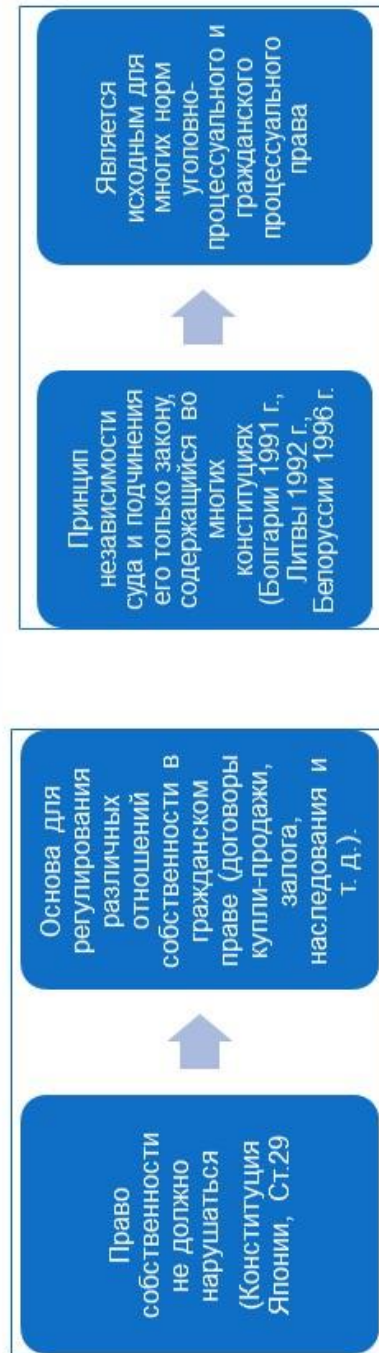 Право
собственности
не должно
нарушаться
(Конституция
Японии, Ст.29
Основа для
регулирования
различных
отношений
собственности в
гражданском
праве (договоры
купли-продажи,
залога,
наследования и
т. д.).
Принцип
независимости
суда и подчинения
его только закону,
содержащийся во
многих
конституциях
(Болгарии 1991 г.,
Литвы 1992 г.,
Белоруссии 1996 г.
Является
исходным для
многих норм
уголовно-
процессуального и
гражданского
процессуального
права